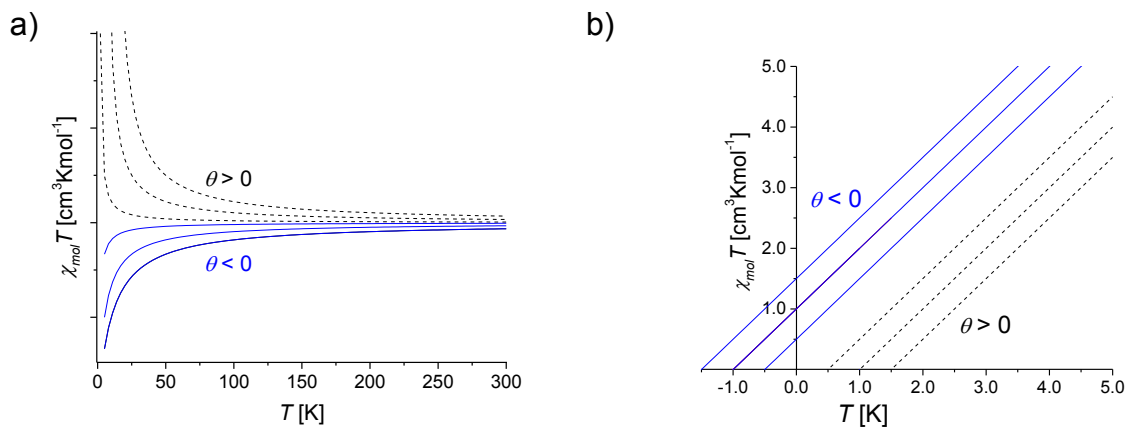 a)
χmolT [cm³Kmol⁻¹]
θ > 0
θ < 0
0 50 100 150 200 250 300
T [K]
b)
5.0
4.0
3.0
2.0
1.0
χmolT [cm³Kmol⁻¹]
θ < 0
θ > 0
-1.0 0.0 1.0 2.0 3.0 4.0 5.0
T [K]